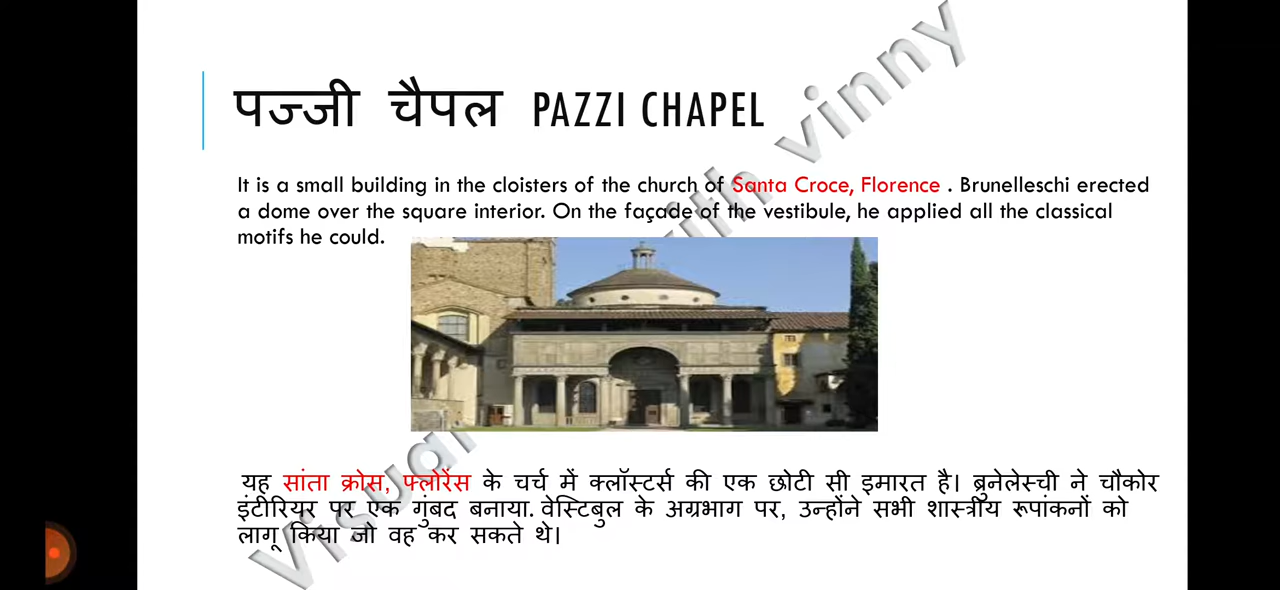 पज्जी चैपल PAZZI CHAPEL
It is a small building in the cloisters of the church of Santa Croce, Florence . Brunelleschi erected
a dome over the square interior. On the façade of the vestibule, he applied all the classical
motifs he could.
यह सांता क्रोस, फ्लोरेंस के चर्च में क्लॉस्टर्स की एक छोटी सी इमारत है। ब्रुनेलेस्ची ने चौकोर
इंटीरियर पर एक गुंबद बनाया. वेस्टिबुल के अग्रभाग पर, उन्होंने सभी शास्त्रीय रूपांकनों को
लागू किया जो वह कर सकते थे।
Visual with vinny